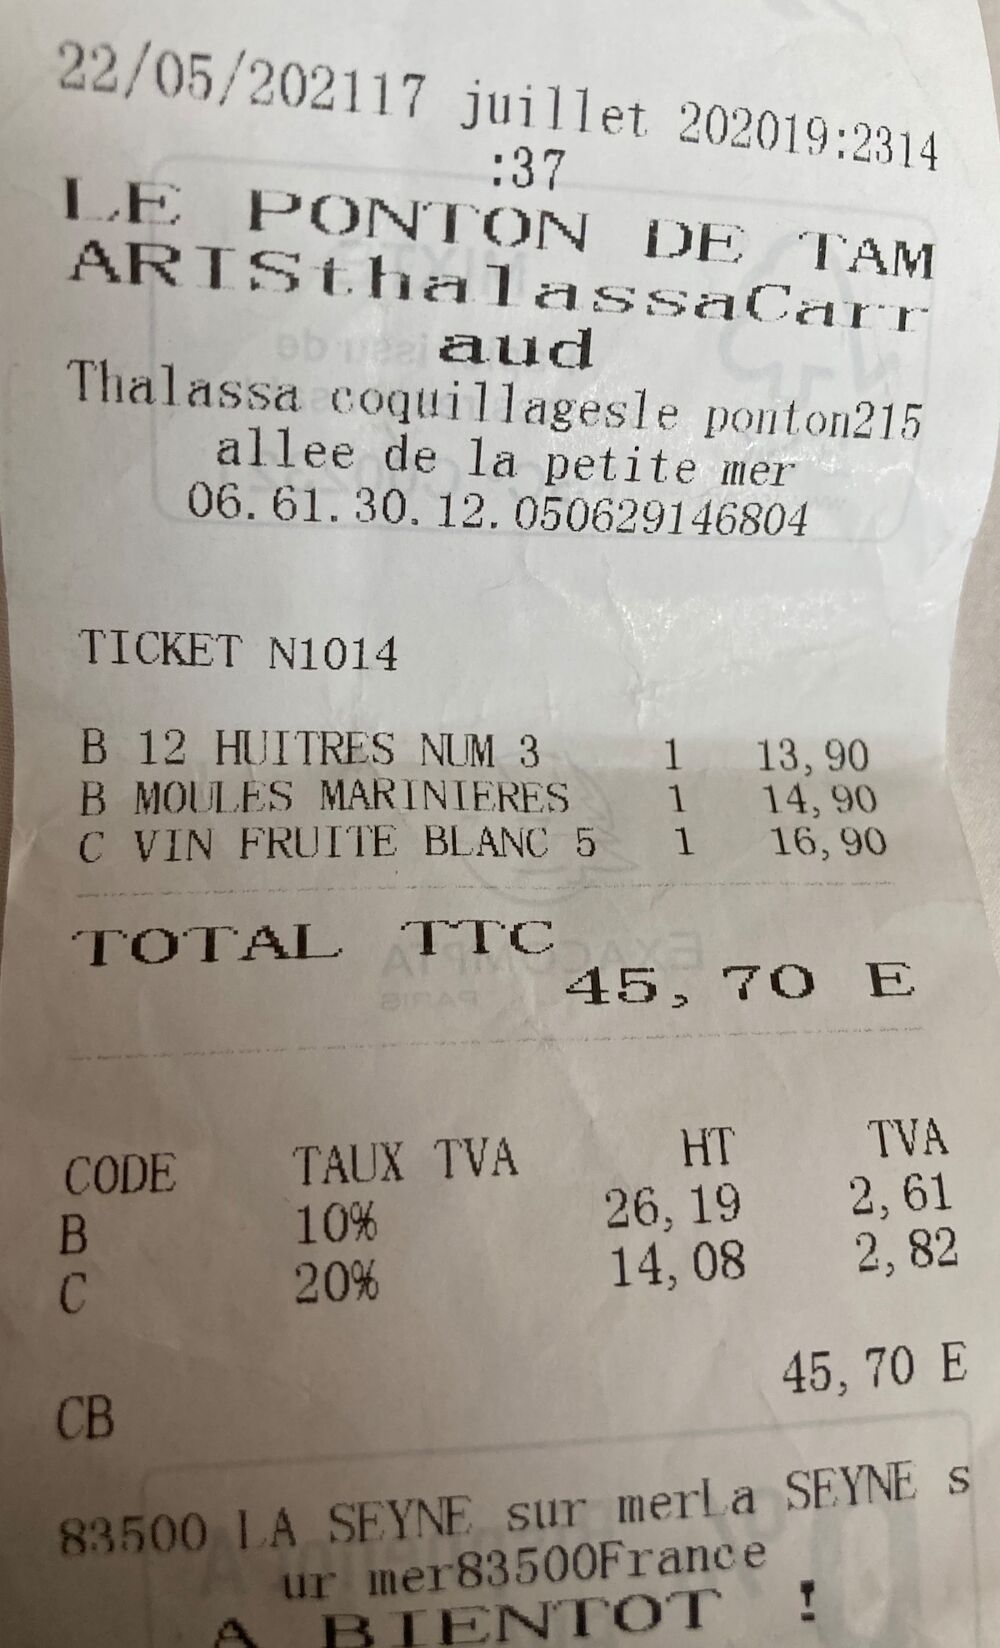 22/05/202117 juillet 202019:2314
:37
LE PONTON DE TAM
ARISthalassaCarr
aud
Thalassa coquillagesle ponton215
allee de la petite mer
06.61.30.12.050629146804
TICKET N1014
B 12 HUITRES NUM 3 1 13,90
B MOULES MARINIERES 1 14,90
C VIN FRUITE BLANC 5 1 16,90
TOTAL TTC
45,70 E
CODE TAUX TVA HT TVA
B 10% 26,19 2,61
C 20% 14,08 2,82
45,70 E
CB
83500 LA SEYNE sur merLa SEYNE s
ur mer83500France
A BIENTOT !
EXACOMPTA
PARIS